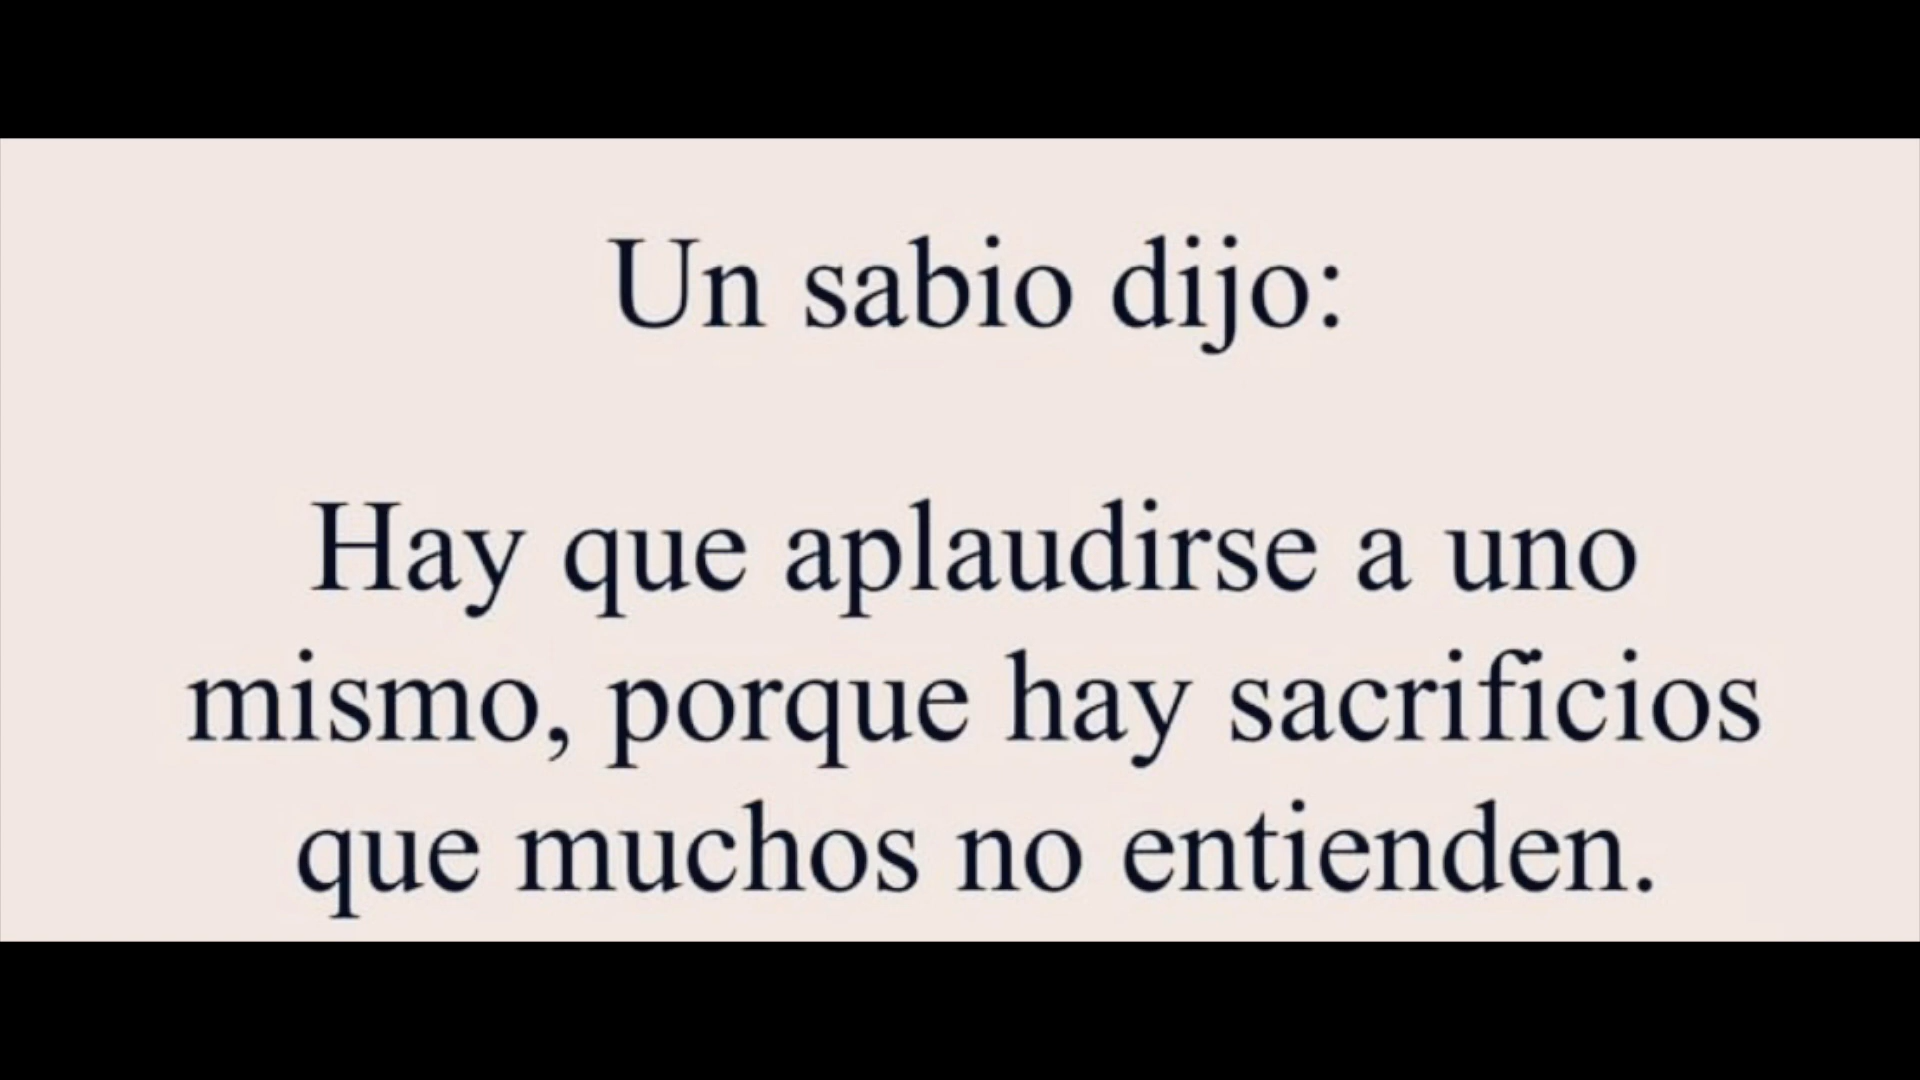 Un sabio dijo:
Hay que aplaudirse a uno
mismo, porque hay sacrificios
que muchos no entienden.